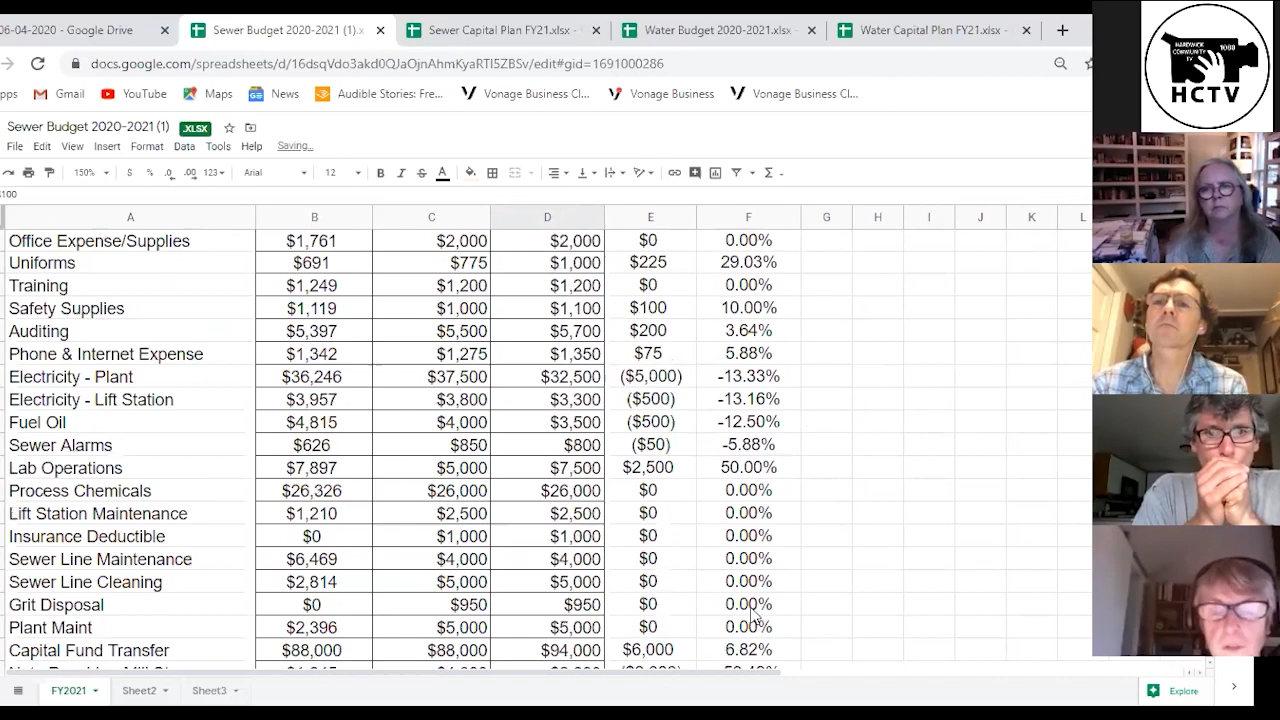 06-04-2020 - Google Drive × Sewer Budget 2020-2021 (1).x × Sewer Capital Plan FY21.xlsx - × Water Budget 2020-2021.xlsx × Water Capital Plan FY21.xlsx - × +
docs.google.com/spreadsheets/d/
pps Gmail YouTube Maps News Audible Stories: Fre... Vonage Business Cl... Vonage Business Vonage Business Cl...
Sewer Budget 2020-2021 (1) .XLSX
File Edit View Insert Format Data Tools Help Saving...
150% $ % .0 .00 123 Arial 12 B I S A Σ
A B C D E F G H I J K L
Office Expense/Supplies $1,761 $2,000 $2,000 $0 0.00%
Uniforms $691 $775 $1,000 $225 29.03%
Training $1,249 $1,200 $1,200 $0 0.00%
Safety Supplies $1,119 $1,000 $1,100 $100 10.00%
Auditing $5,397 $5,500 $5,700 $200 3.64%
Phone & Internet Expense $1,342 $1,275 $1,350 $75 5.88%
Electricity - Plant $36,246 $37,500 $32,500 ($5,000) -13.33%
Electricity - Lift Station $3,957 $3,800 $3,300 ($500) -13.16%
Fuel Oil $4,815 $4,000 $3,500 ($500) -12.50%
Sewer Alarms $626 $850 $800 ($50) -5.88%
Lab Operations $7,897 $5,000 $7,500 $2,500 50.00%
Process Chemicals $26,326 $26,000 $26,000 $0 0.00%
Lift Station Maintenance $1,210 $2,500 $2,500 $0 0.00%
Insurance Deductible $0 $1,000 $1,000 $0 0.00%
Sewer Line Maintenance $6,469 $4,000 $4,000 $0 0.00%
Sewer Line Cleaning $2,814 $5,000 $5,000 $0 0.00%
Grit Disposal $0 $950 $950 $0 0.00%
Plant Maint $2,396 $5,000 $5,000 $0 0.00%
Capital Fund Transfer $88,000 $88,000 $94,000 $6,000 6.82%
FY2021 Sheet2 Sheet3 Explore
HARDWICK
COMMUNITY
TV
1088
HCTV